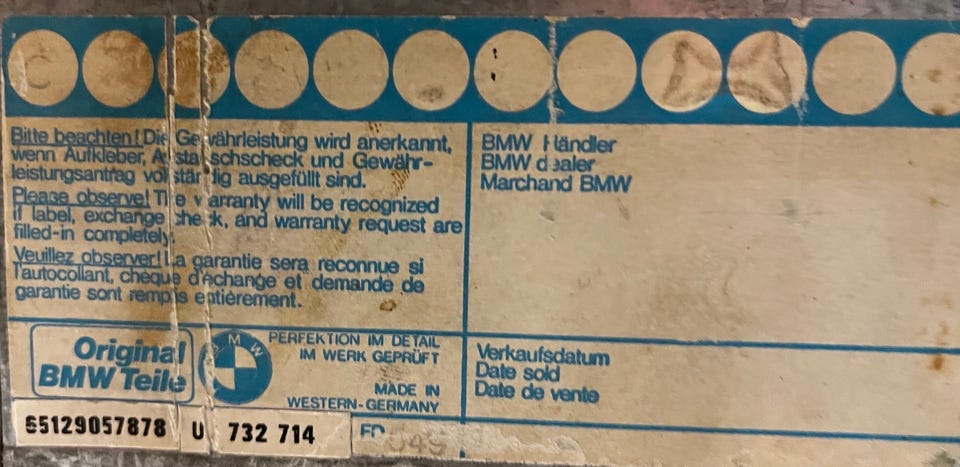 Bitte beachten! Die Gewährleistung wird anerkannt,
wenn Aufkleber, Austauschscheck und Gewähr-
leistungsantrag vollständig ausgefüllt sind.
Please observe! The warranty will be recognized
if label, exchange check, and warranty request are
filled-in completely.
Veuillez observer! La garantie sera reconnue si
l'autocollant, chèque d'échange et demande de
garantie sont remplis entièrement.
BMW Händler
BMW dealer
Marchand BMW
Original
BMW Teile
BMW
PERFEKTION IM DETAIL
IM WERK GEPRÜFT
MADE IN
WESTERN-GERMANY
Verkaufsdatum
Date sold
Date de vente
65129057878 U 732 714
FD